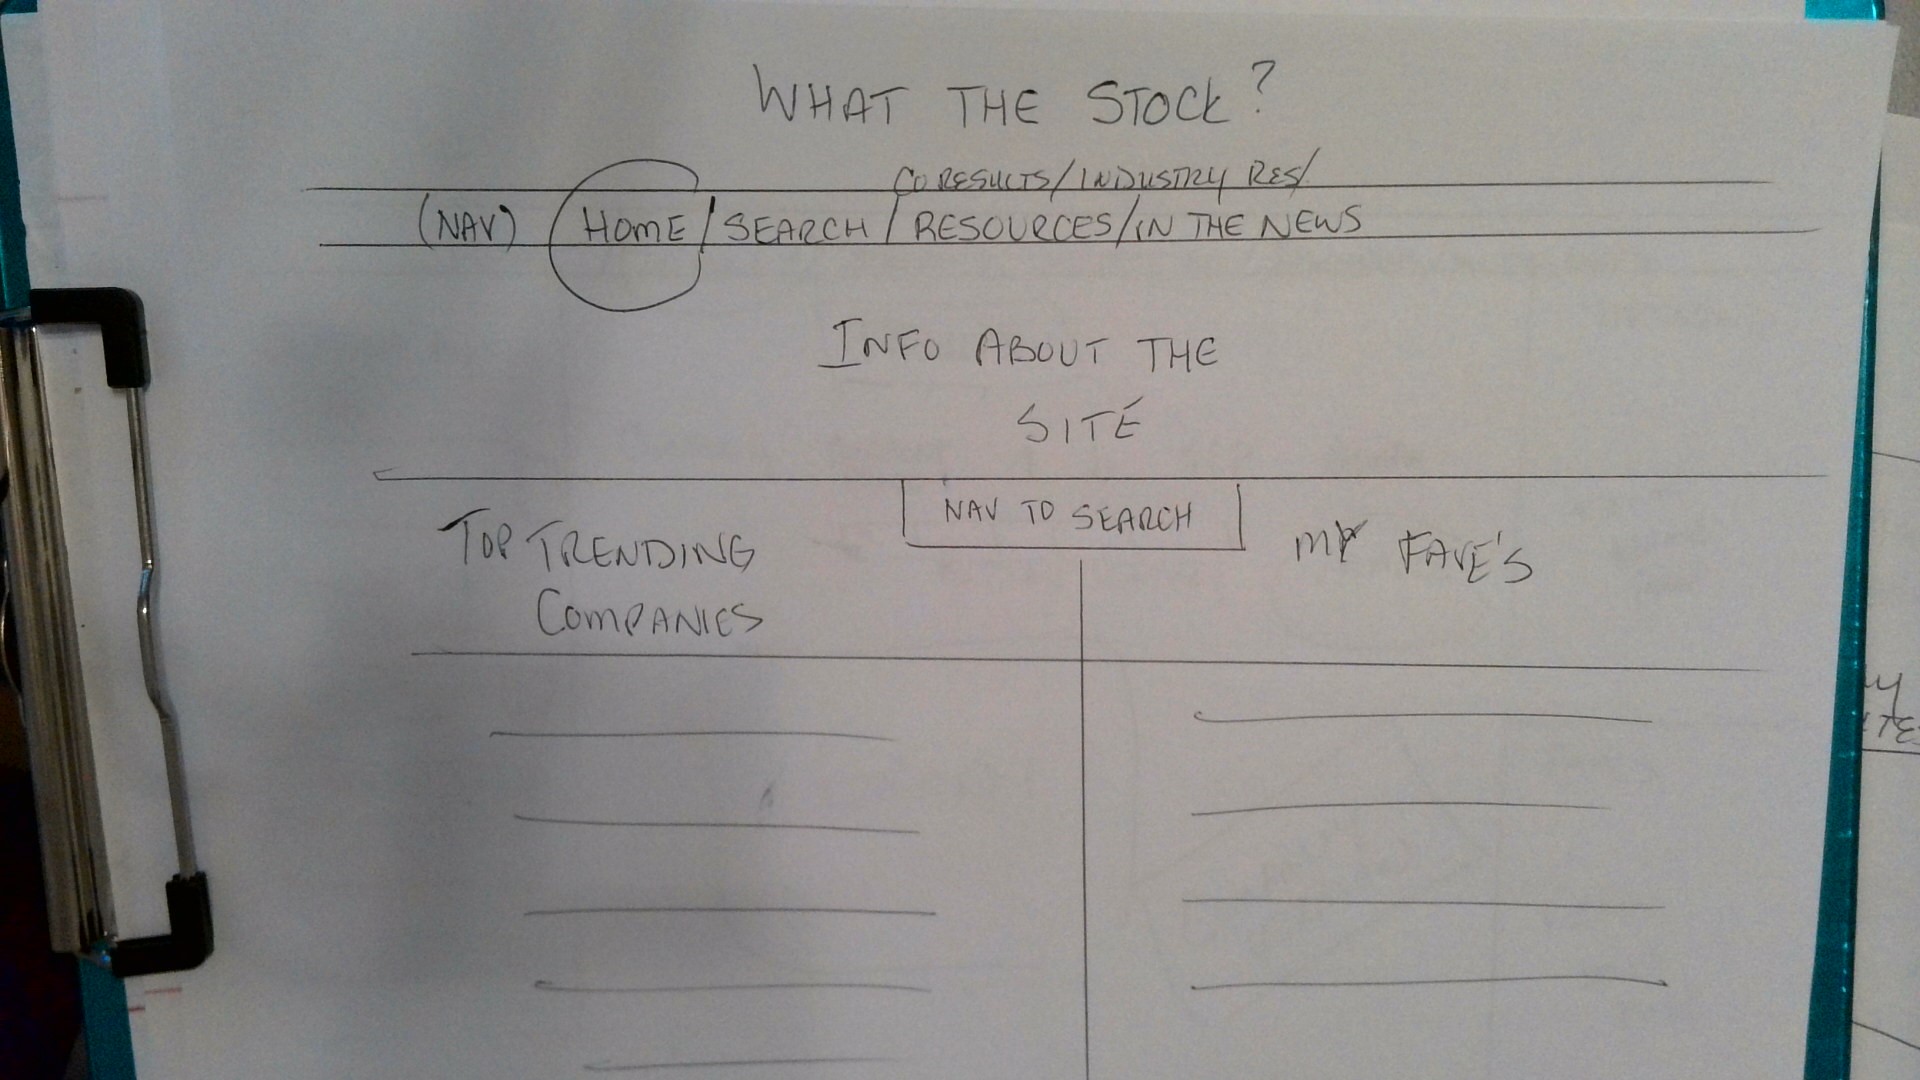 WHAT THE STOCK?
CO RESULTS/INDUSTRY RES/
(NAV) HOME/SEARCH/RESOURCES/IN THE NEWS
INFO ABOUT THE
SITE
NAV TO SEARCH
TOP TRENDING
COMPANIES
MY FAVE'S